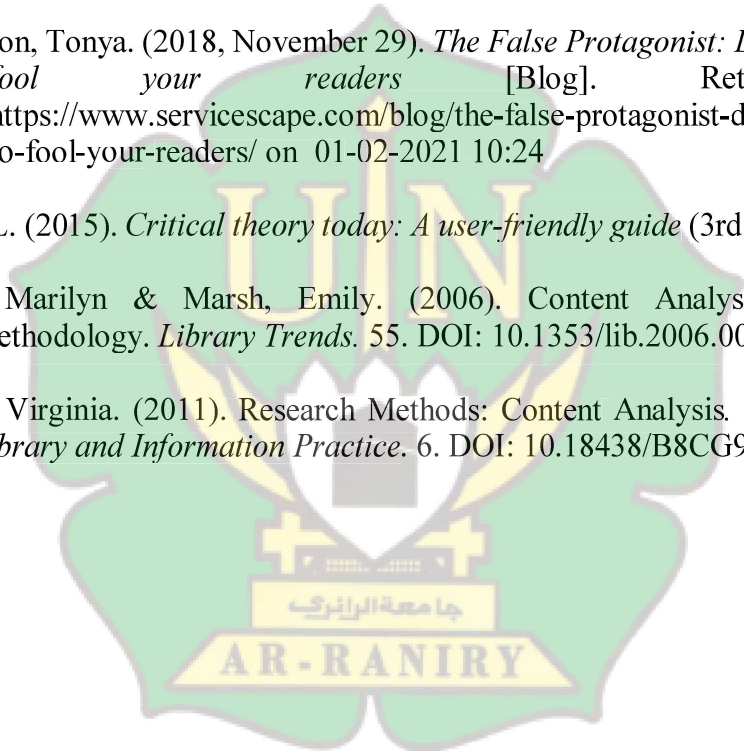 on, Tonya. (2018, November 29). The False Protagonist: D
fool your readers [Blog]. Ret
https://www.servicescape.com/blog/the-false-protagonist-d
o-fool-your-readers/ on 01-02-2021 10:24
L. (2015). Critical theory today: A user-friendly guide (3rd
Marilyn & Marsh, Emily. (2006). Content Analys
ethodology. Library Trends. 55. DOI: 10.1353/lib.2006.00
Virginia. (2011). Research Methods: Content Analysis.
brary and Information Practice. 6. DOI: 10.18438/B8CG9
UIN
جامعة الرانري
AR-RANIRY